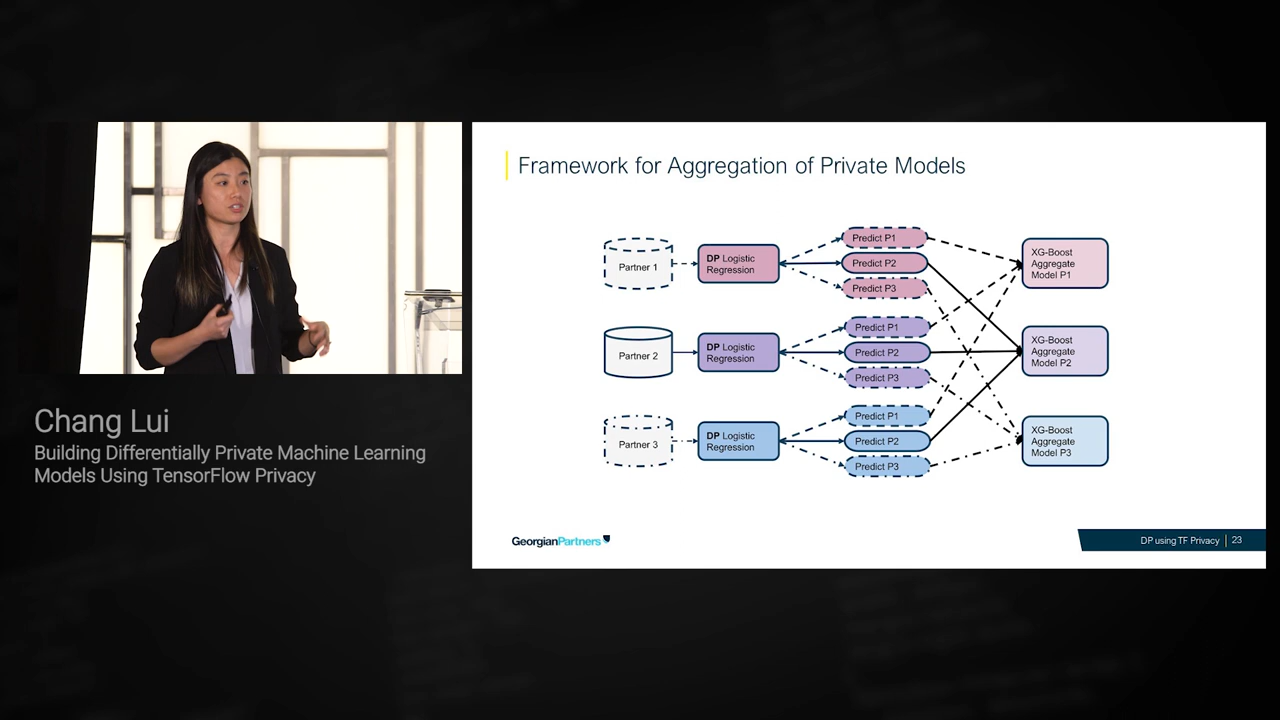 Framework for Aggregation of Private Models
Partner 1
DP Logistic
Regression
Predict P1
Predict P2
Predict P3
XG-Boost
Aggregate
Model P1
Partner 2
DP Logistic
Regression
Predict P1
Predict P2
Predict P3
XG-Boost
Aggregate
Model P2
Partner 3
DP Logistic
Regression
Predict P1
Predict P2
Predict P3
XG-Boost
Aggregate
Model P3
GeorgianPartners
DP using TF Privacy | 23
Chang Lui
Building Differentially Private Machine Learning
Models Using TensorFlow Privacy